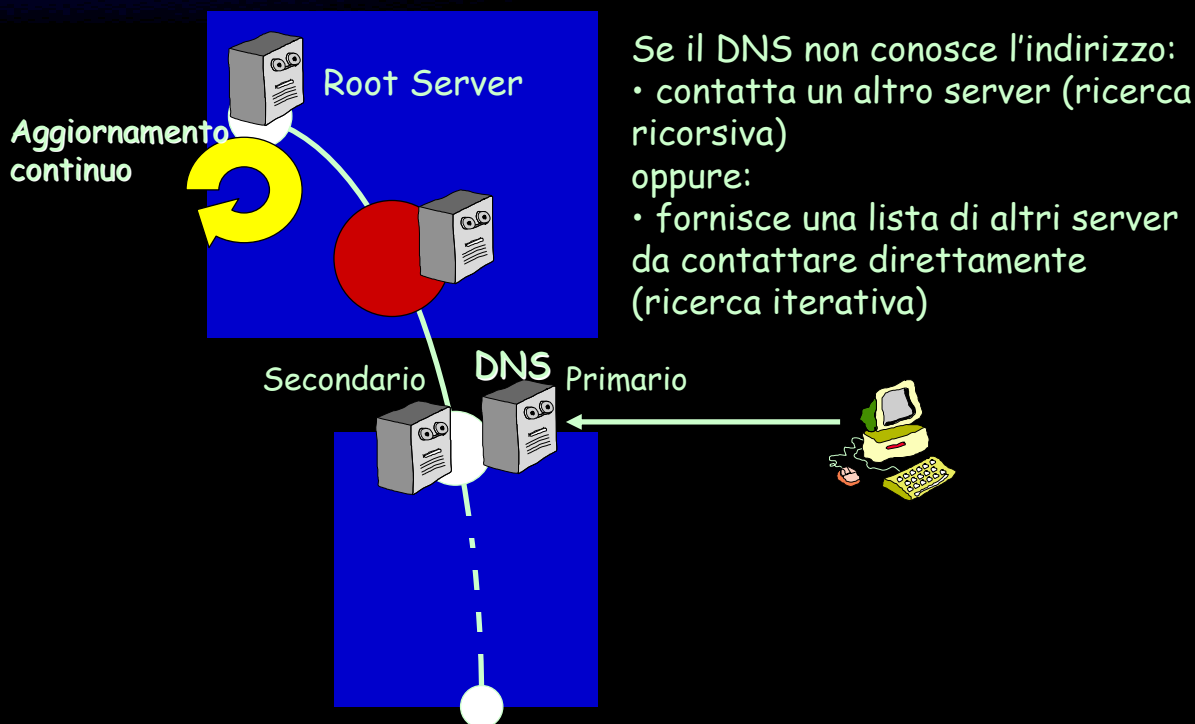 Root Server
Aggiornamento
continuo
Se il DNS non conosce l'indirizzo:
• contatta un altro server (ricerca
ricorsiva)
oppure:
• fornisce una lista di altri server
da contattare direttamente
(ricerca iterativa)
Secondario DNS Primario